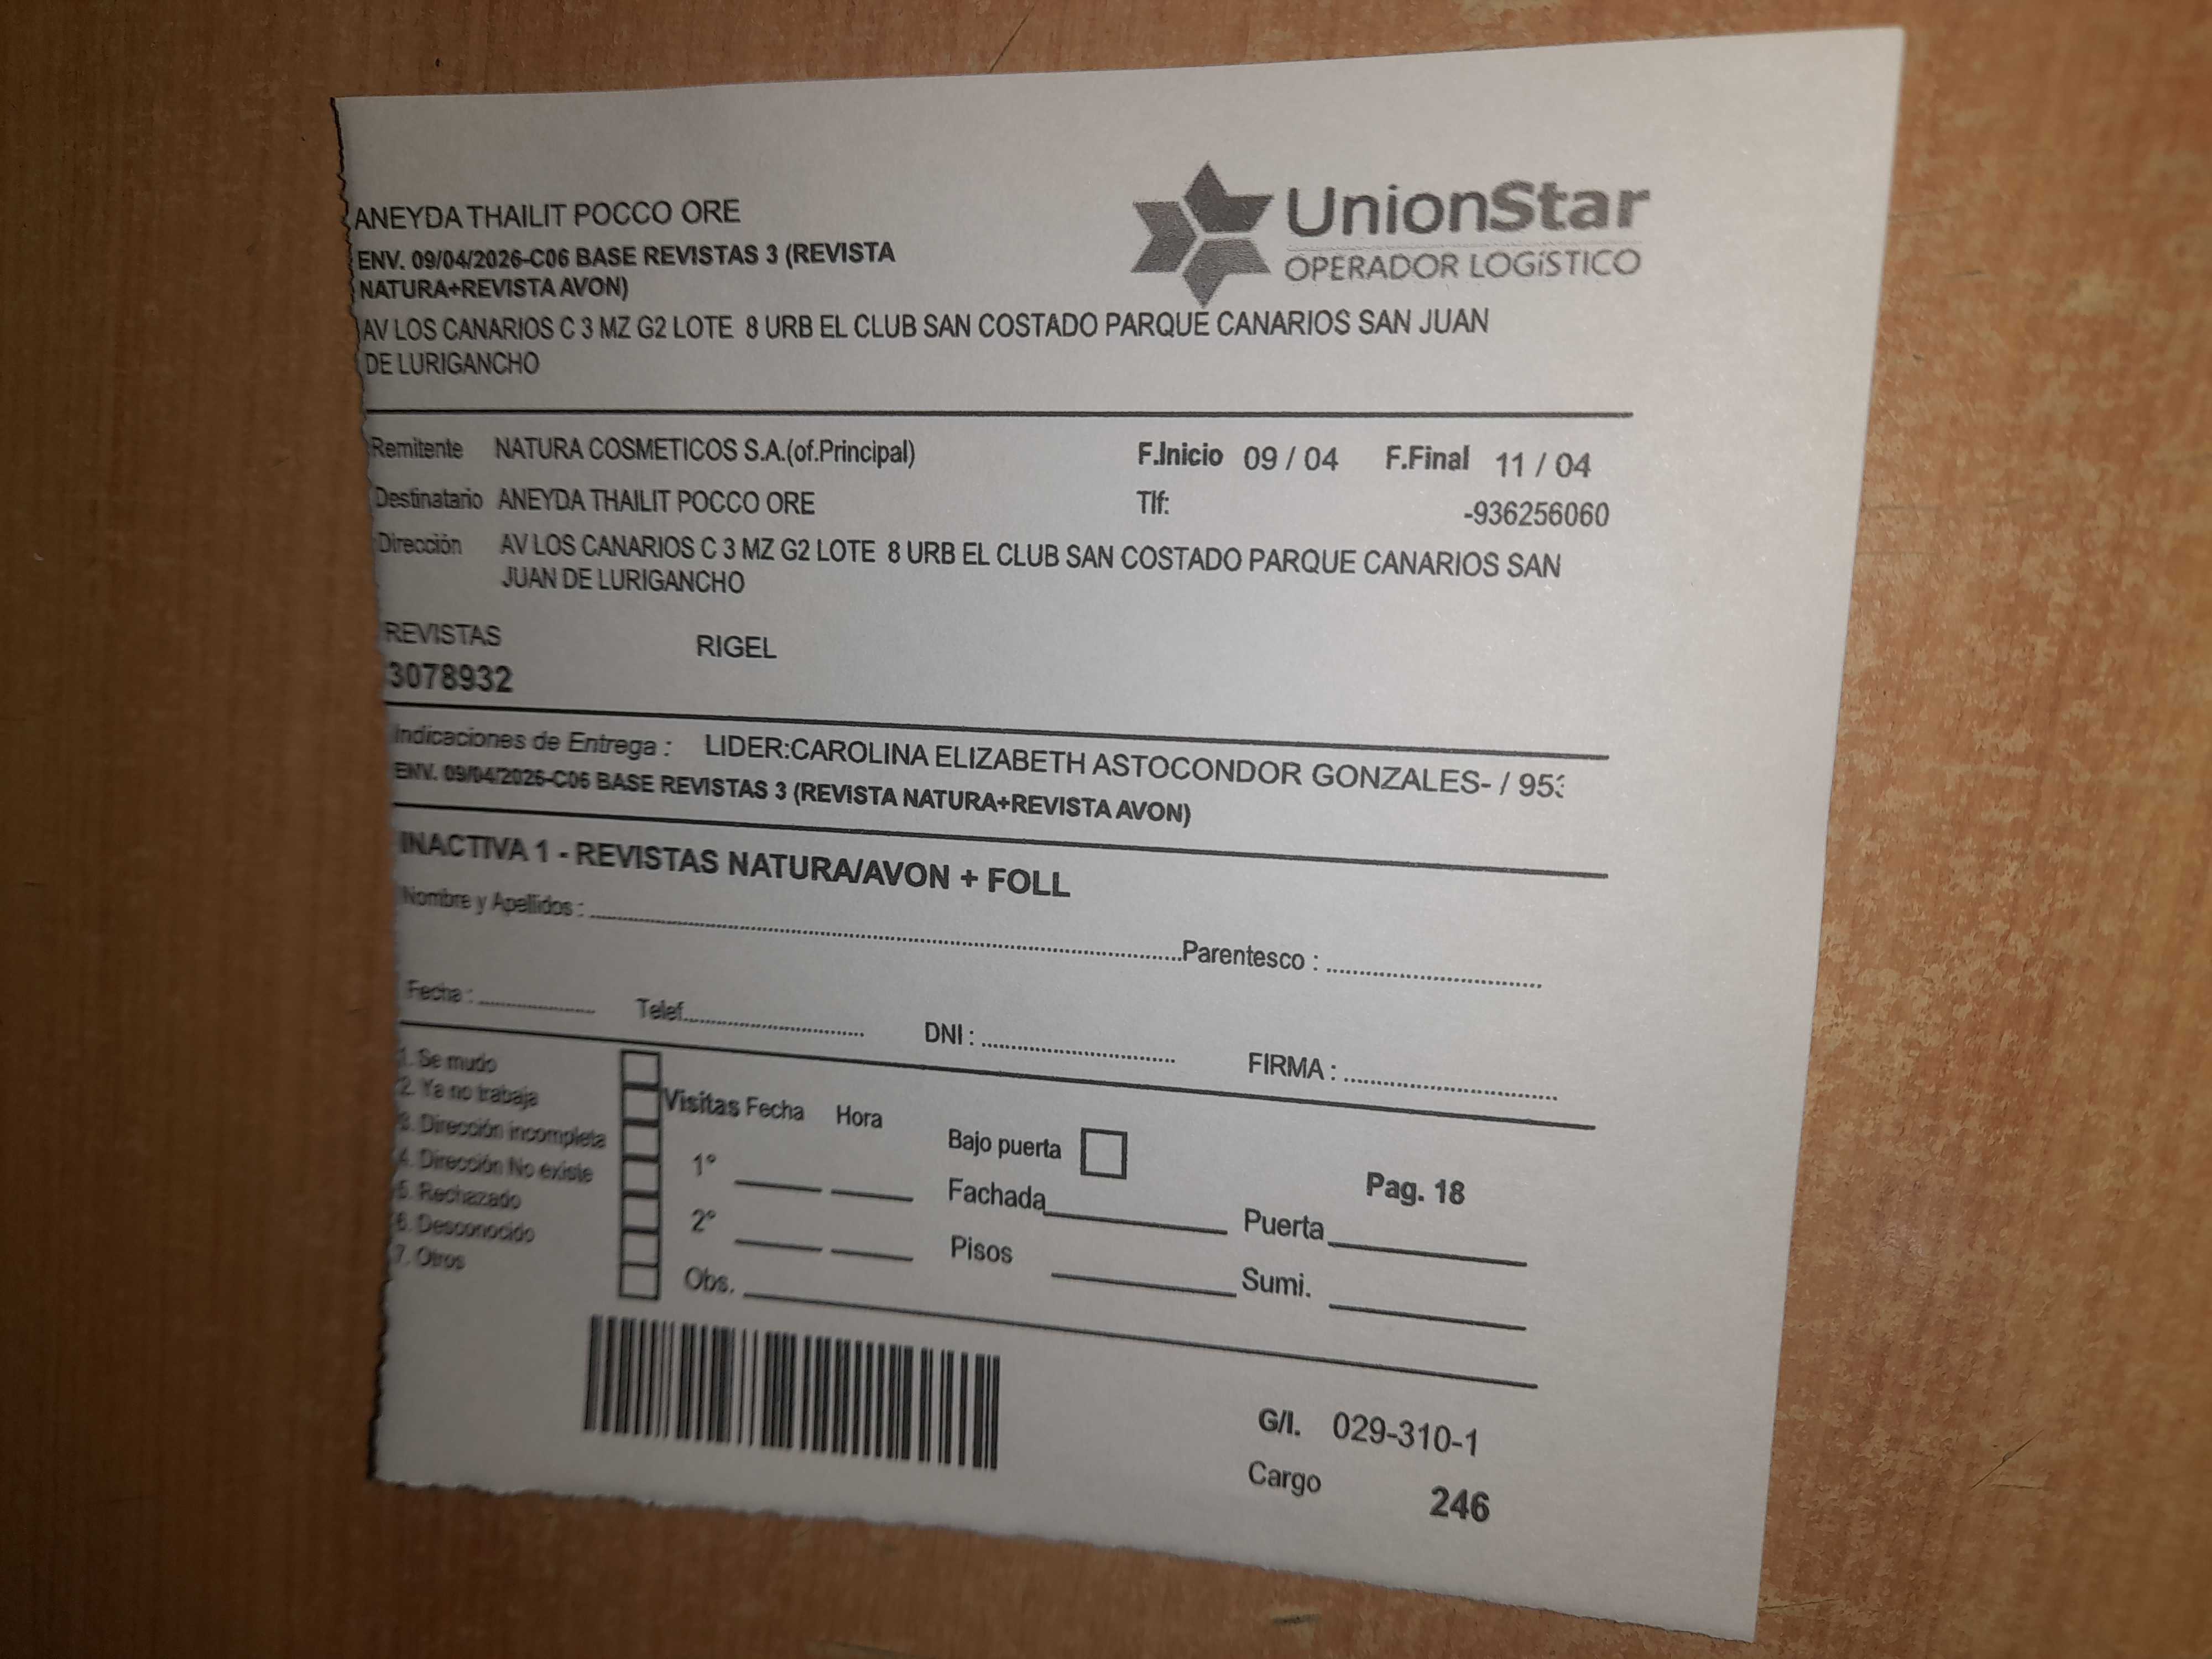 ANEYDA THAILIT POCCO ORE
ENV. 09/04/2026-C06 BASE REVISTAS 3 (REVISTA
NATURA+REVISTA AVON)
AV LOS CANARIOS C 3 MZ G2 LOTE 8 URB EL CLUB SAN COSTADO PARQUE CANARIOS SAN JUAN
DE LURIGANCHO
UnionStar
OPERADOR LOGíSTICO
Remitente NATURA COSMETICOS S.A.(of.Principal) F.Inicio 09 / 04 F.Final 11 / 04
Destinatario ANEYDA THAILIT POCCO ORE Tlf: -936256060
Dirección AV LOS CANARIOS C 3 MZ G2 LOTE 8 URB EL CLUB SAN COSTADO PARQUE CANARIOS SAN
JUAN DE LURIGANCHO
REVISTAS RIGEL
3078932
Indicaciones de Entrega : LIDER:CAROLINA ELIZABETH ASTOCONDOR GONZALES- / 95
ENV. 09/04/2026-C06 BASE REVISTAS 3 (REVISTA NATURA+REVISTA AVON)
INACTIVA 1 - REVISTAS NATURA/AVON + FOLL
Nombre y Apellidos : Parentesco :
Fecha : Telef. DNI : FIRMA :
1. Se mudo
2. Ya no trabaja
3. Dirección incompleta
4. Dirección No existe
5. Rechazado
6. Desconocido
7. Otros
Visitas Fecha Hora
1°
2°
Obs.
Bajo puerta
Fachada Puerta
Pisos Sumi.
Pag. 18
G/I. 029-310-1
Cargo 246